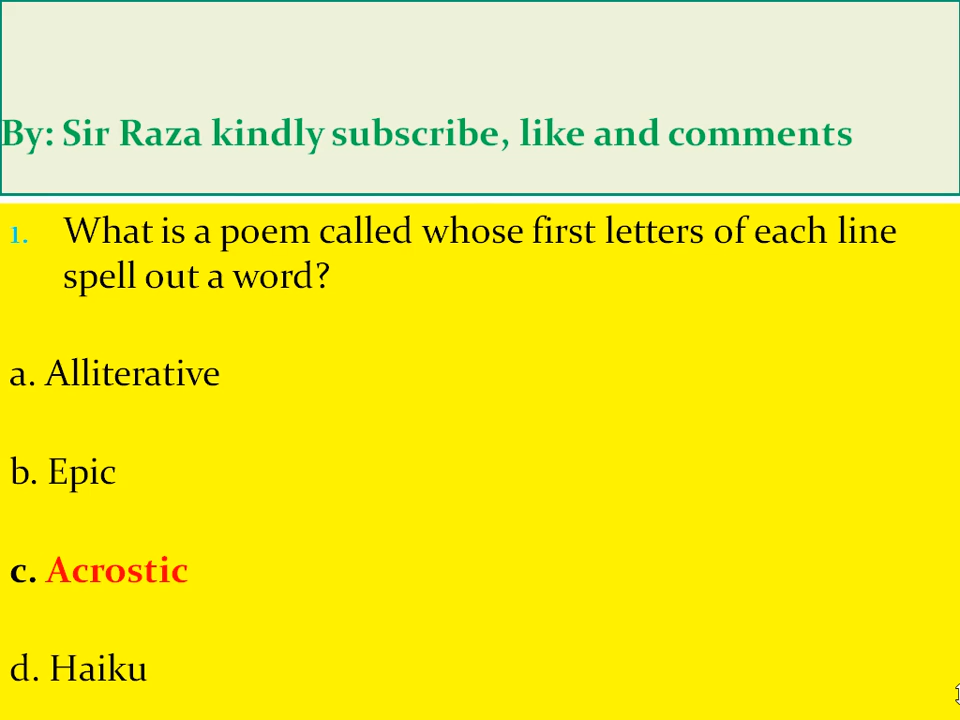 By: Sir Raza kindly subscribe, like and comments
1. What is a poem called whose first letters of each line
spell out a word?
a. Alliterative
b. Epic
c. Acrostic
d. Haiku